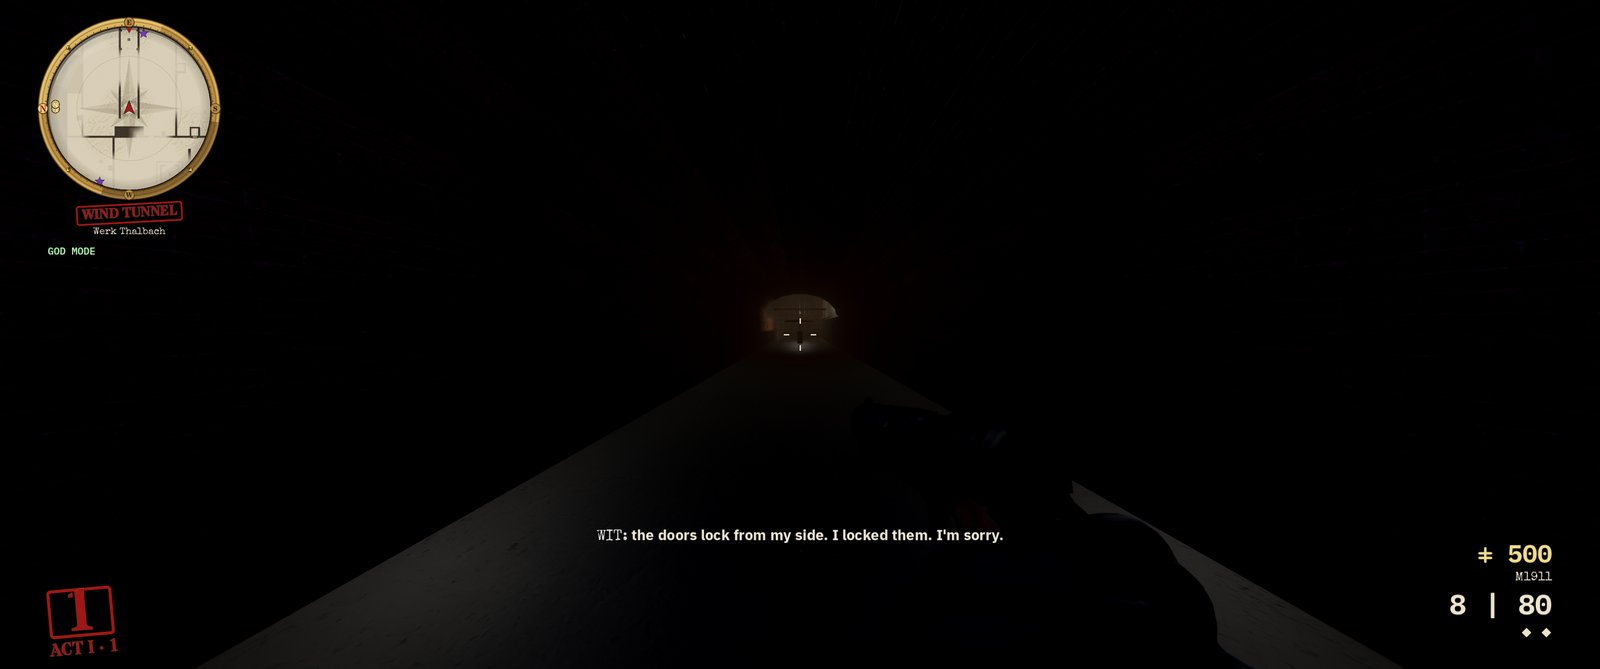 E
N
S
W
WIND TUNNEL
Werk Thalbach
GOD MODE
WIT: the doors lock from my side. I locked them. I'm sorry.
500
M1911
8 | 80
1
ACT I · 1